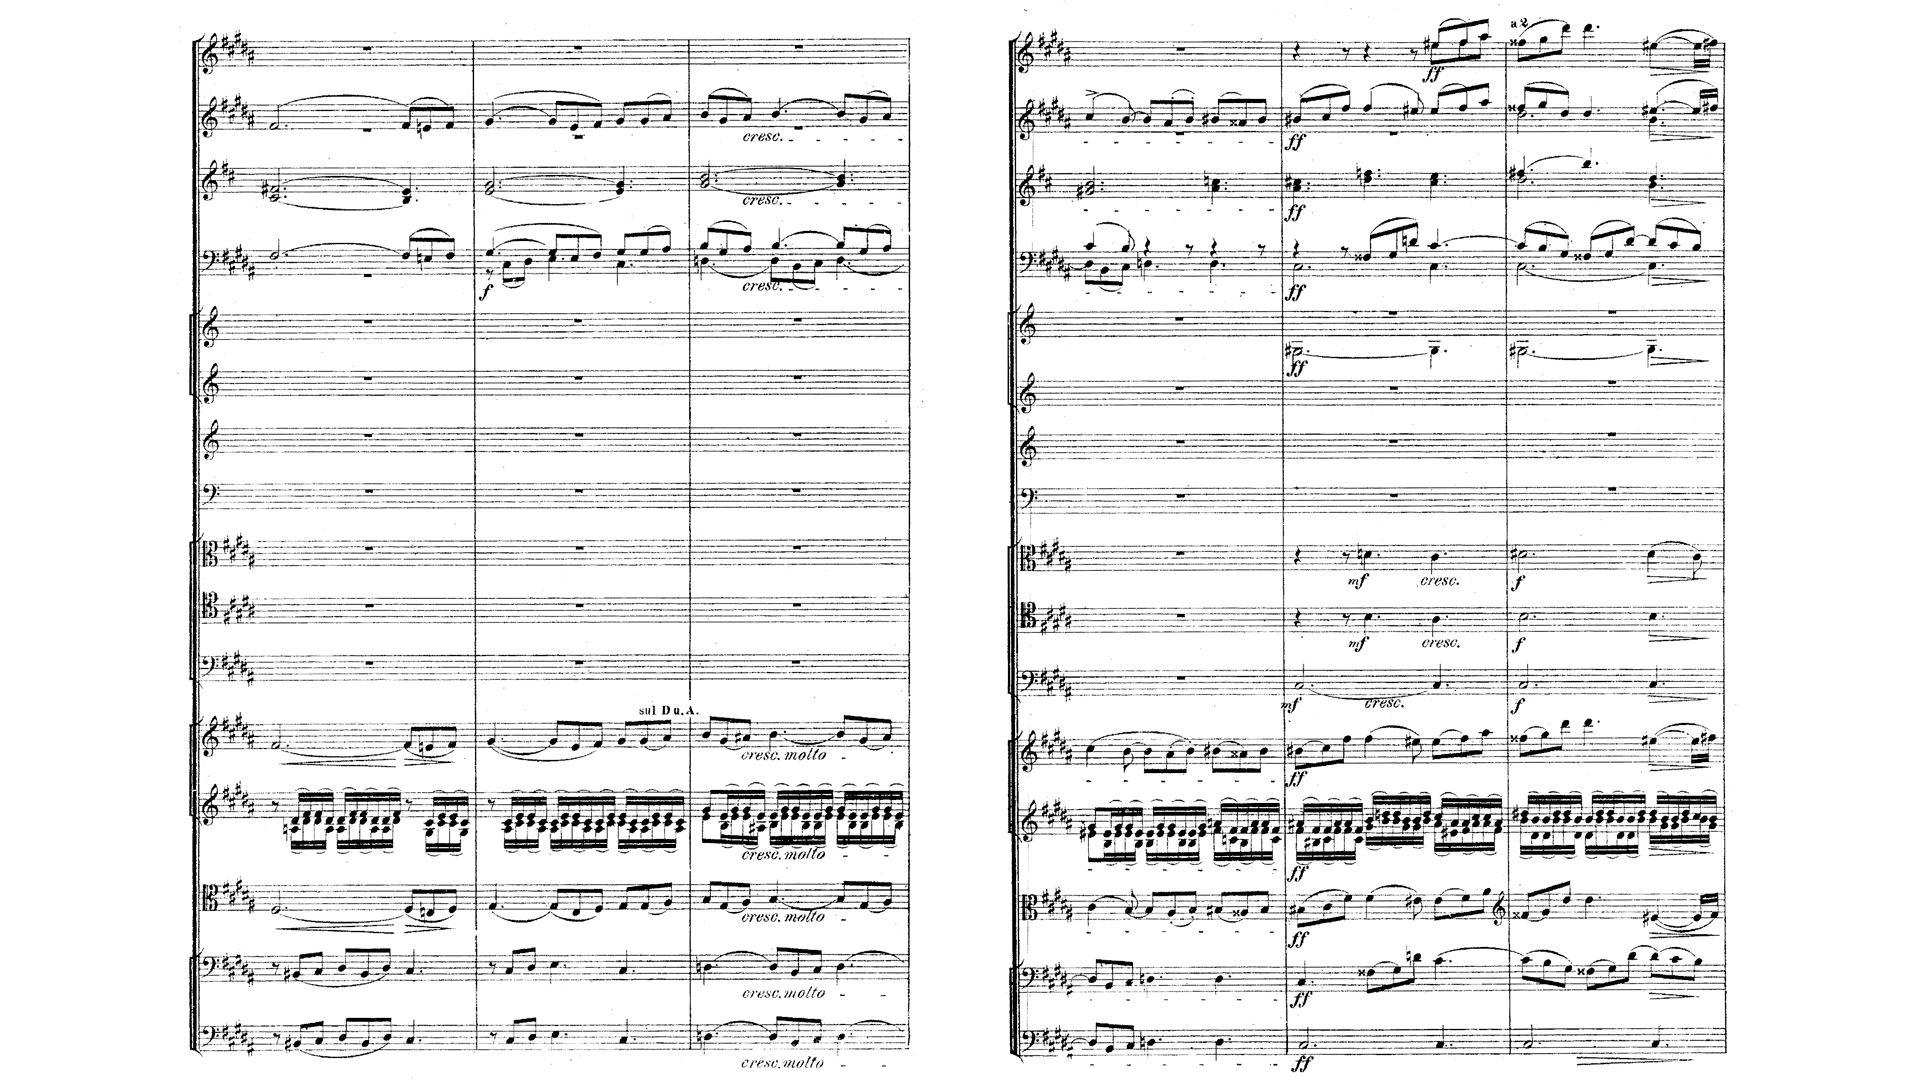 cresc.
cresc.
f
cresc.
sul D u. A.
cresc. molto
cresc. molto
cresc. molto
cresc. molto
cresc. molto
a 2
ff
ff
ff
ff
ff
mf cresc. f
mf cresc. f
mf cresc. f
ff
ff
ff
ff
ff